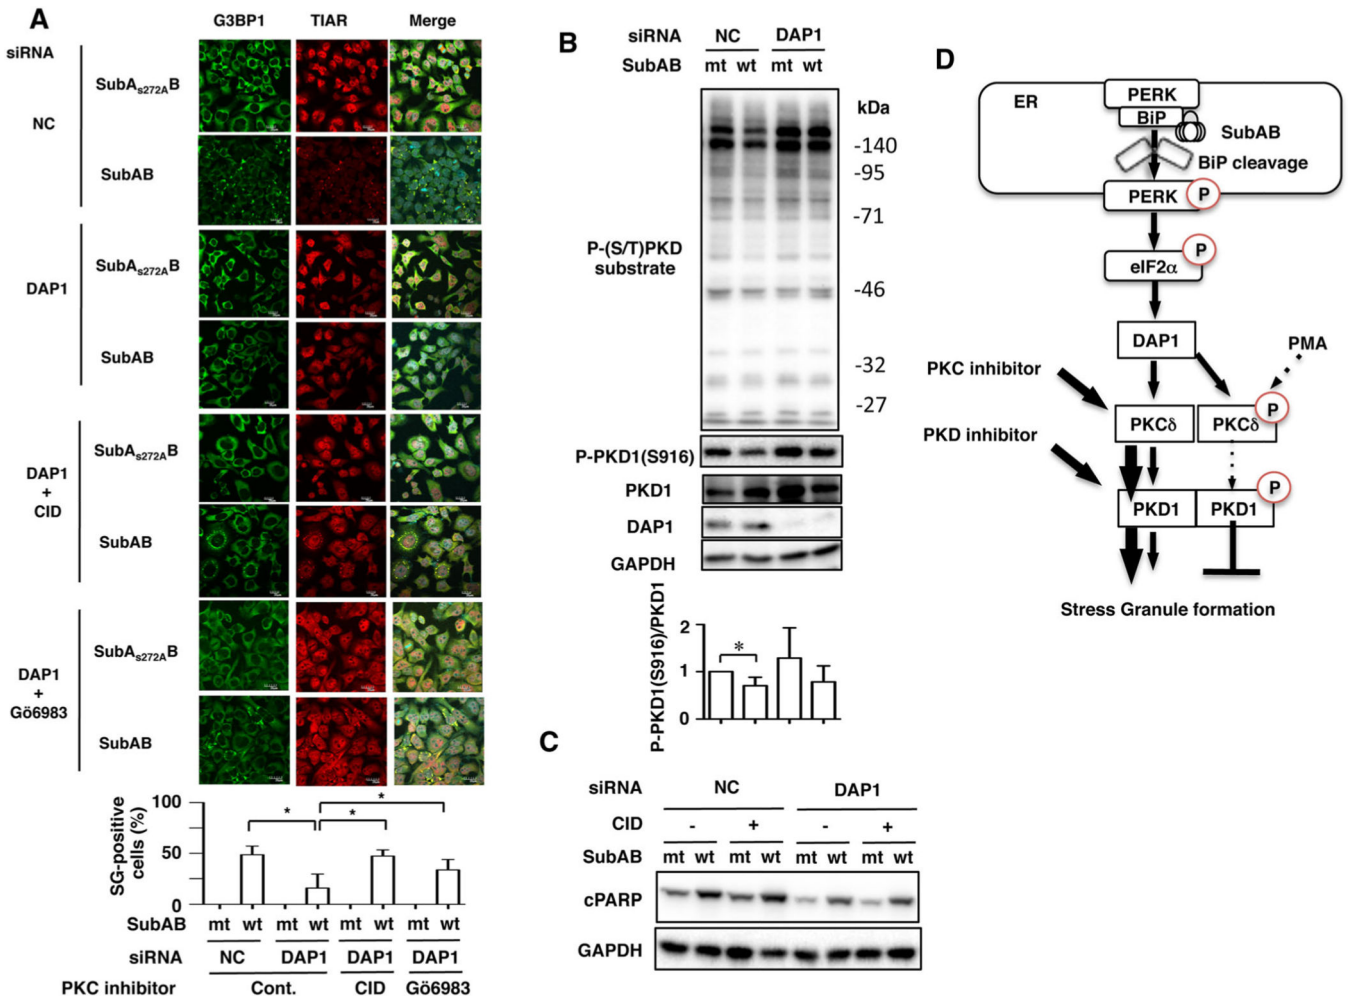 A
G3BP1 TIAR Merge
siRNA
SubAs272AB
NC
SubAB
SubAs272AB
DAP1
SubAB
SubAs272AB
DAP1
+
CID
SubAB
SubAs272AB
DAP1
+
Gö6983
SubAB
SG-positive
cells (%)
100
50
0
* * *
SubAB mt wt mt wt mt wt mt wt
siRNA NC DAP1 DAP1 DAP1
PKC inhibitor Cont. CID Gö6983
B
siRNA NC DAP1
SubAB mt wt mt wt
kDa
-140
-95
-71
P-(S/T)PKD
substrate
-46
-32
-27
P-PKD1(S916)
PKD1
DAP1
GAPDH
P-PKD1(S916)/PKD1
2
1
0
*
C
siRNA NC DAP1
CID - + - +
SubAB mt wt mt wt mt wt mt wt
cPARP
GAPDH
D
ER
PERK
BiP
SubAB
BiP cleavage
PERK P
P
eIF2α
DAP1
PMA
PKC inhibitor
P
PKCδ PKCδ
PKD inhibitor
P
PKD1 PKD1
Stress Granule formation